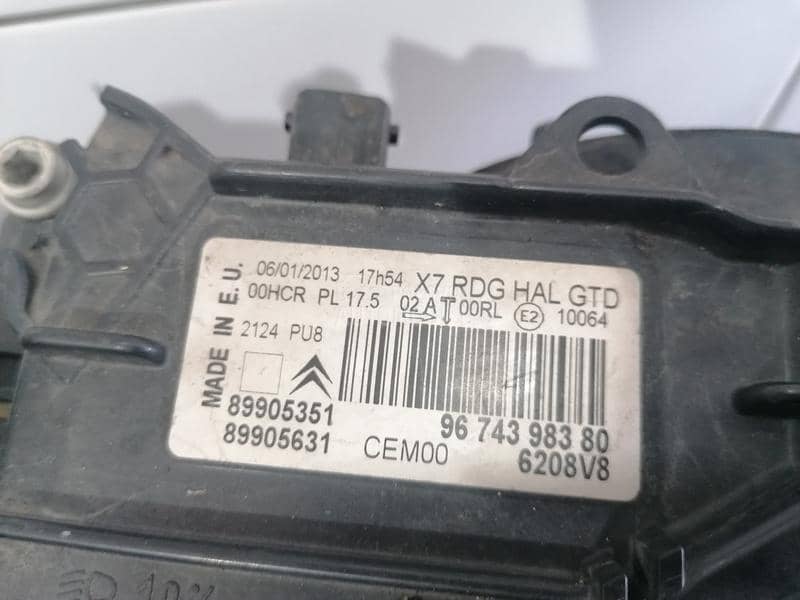 06/01/2013 17h54 X7 RDG HAL GTD
00HCR PL 17.5 02 A 00RL E2 10064
2124 PU8
MADE IN E.U.
89905351 96 743 983 80
89905631 CEM00 6208V8